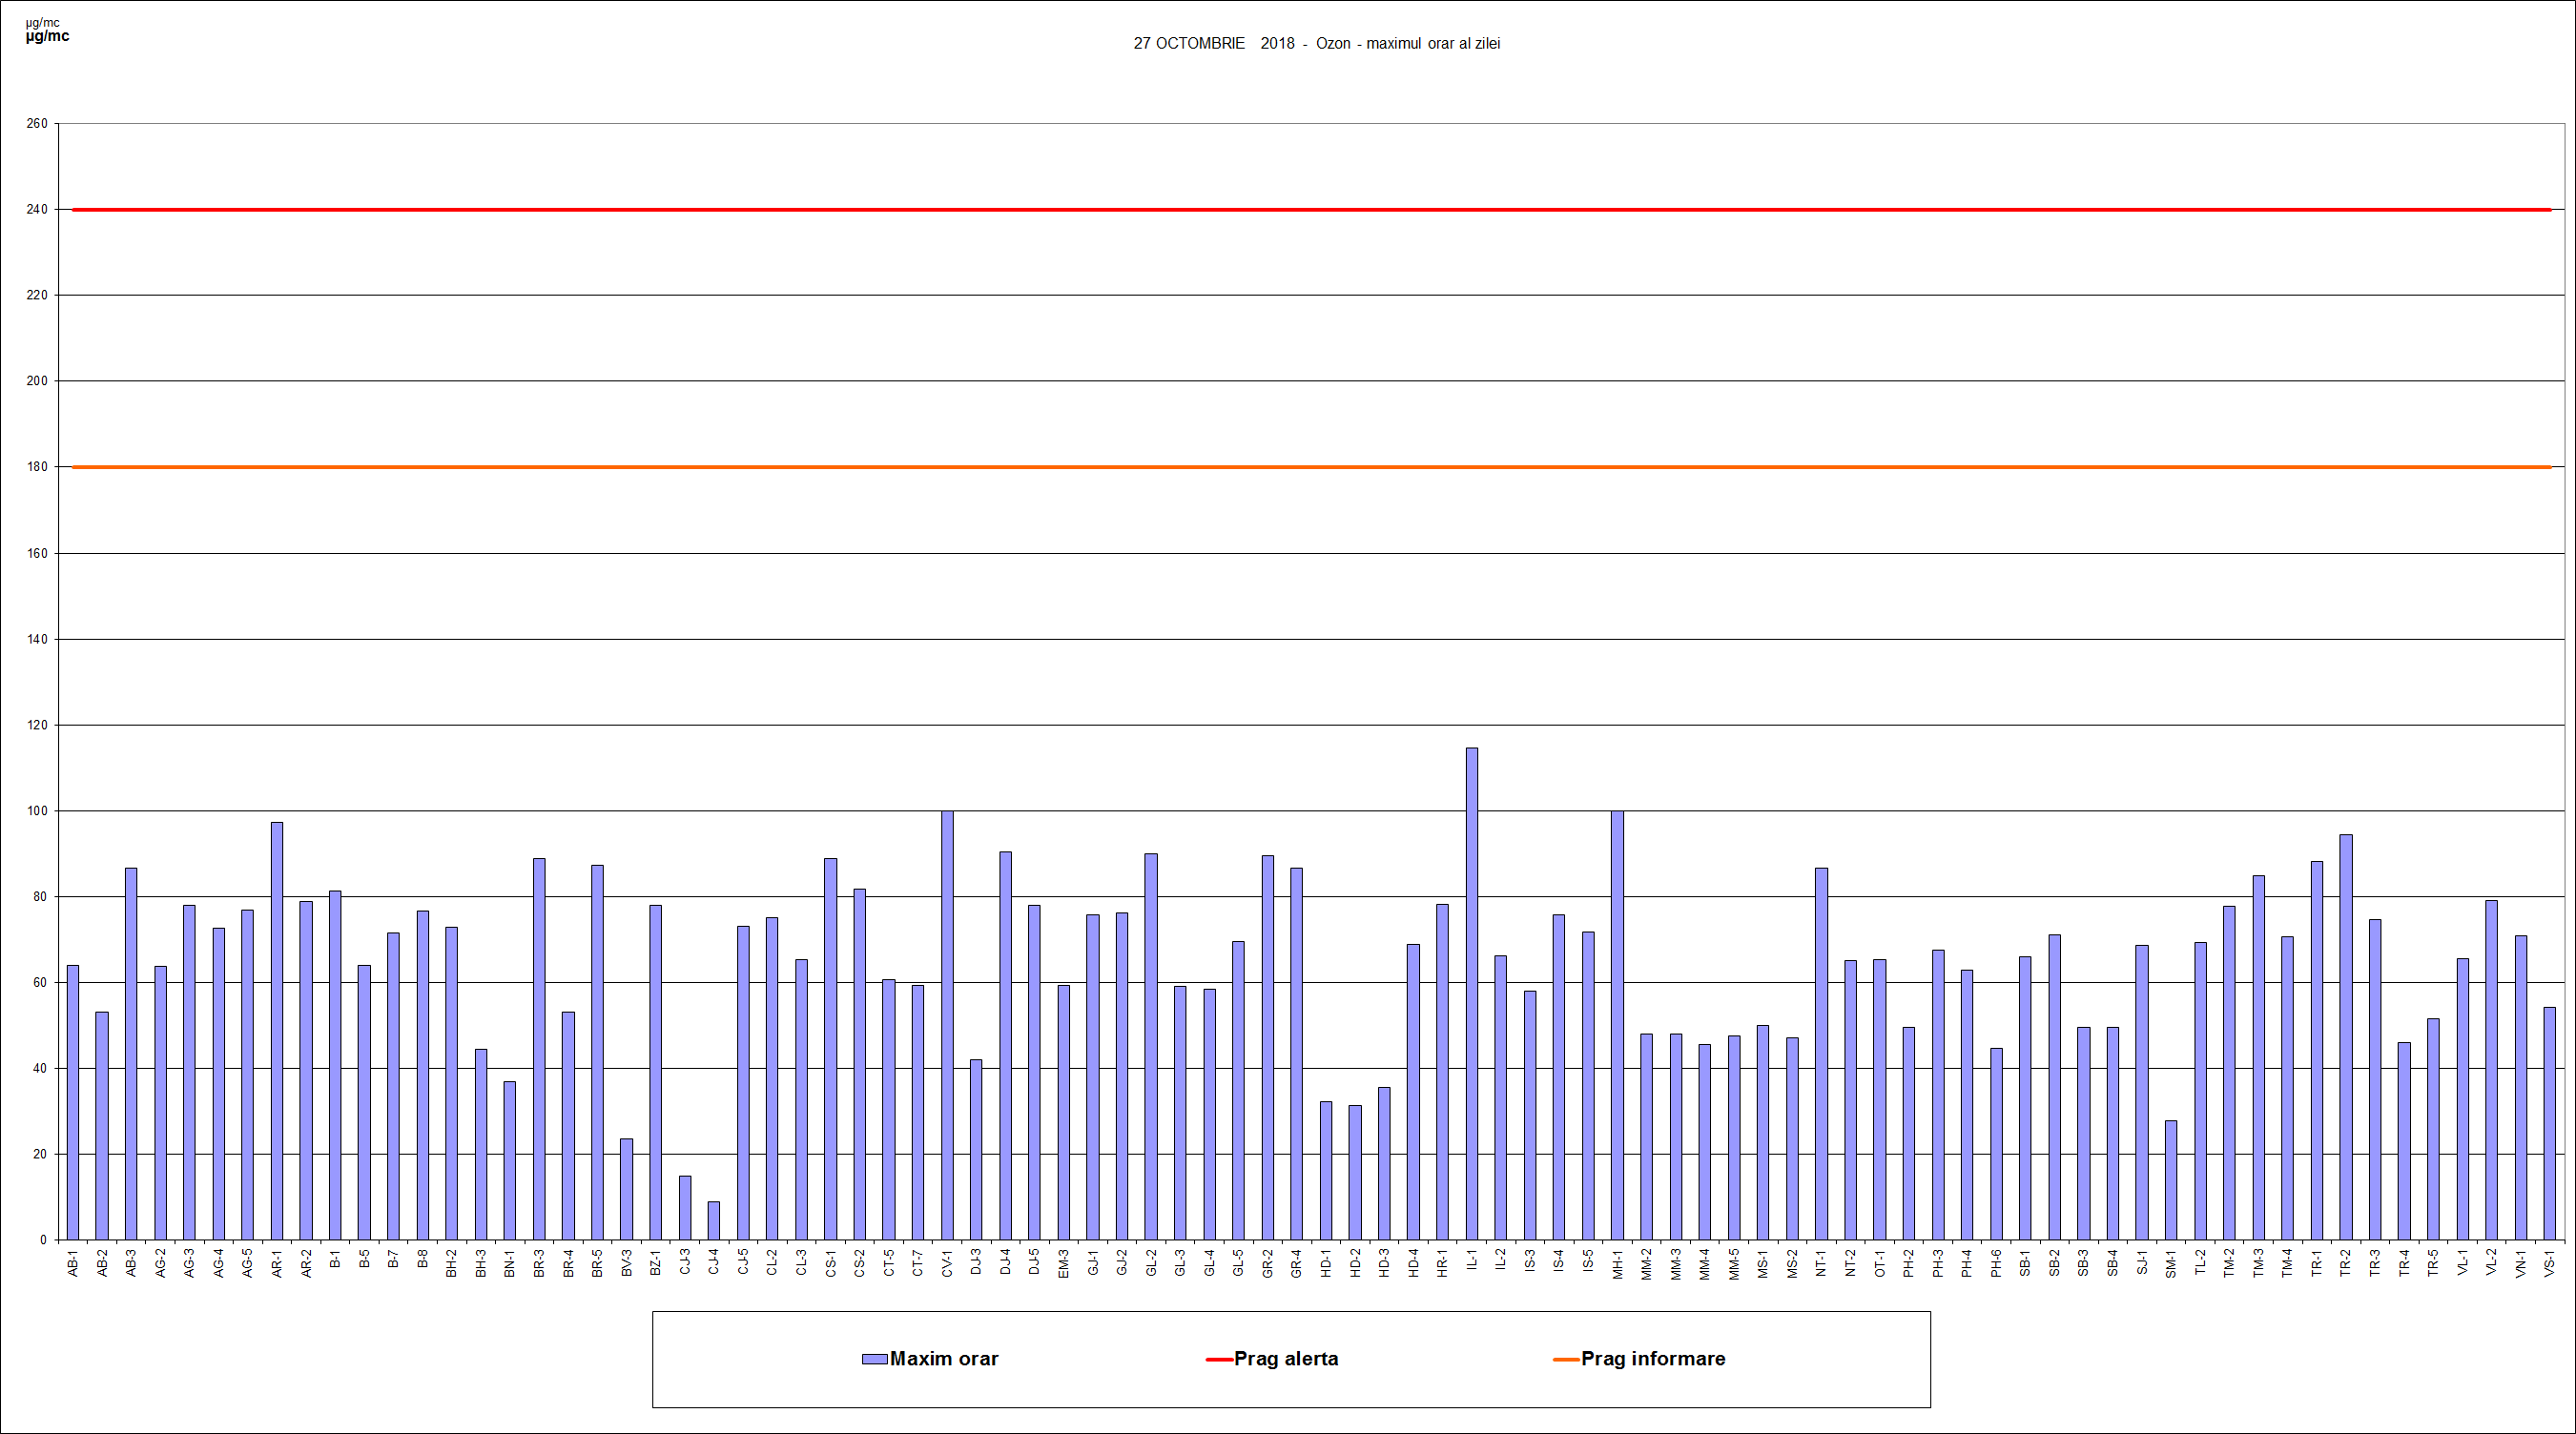 µg/mc
µg/mc
27 OCTOMBRIE 2018 - Ozon - maximul orar al zilei
260
240
220
200
180
160
140
120
100
80
60
40
20
0
AB-1 AB-2 AB-3 AG-2 AG-3 AG-4 AG-5 AR-1 AR-2 B-1 B-5 B-7 B-8 BH-2 BH-3 BN-1 BR-3 BR-4 BR-5 BV-3 BZ-1 CJ-3 CJ-4 CJ-5 CL-2 CL-3 CS-1 CS-2 CT-5 CT-7 CV-1 DJ-3 DJ-4 DJ-5 EM-3 GJ-1 GJ-2 GL-2 GL-3 GL-4 GL-5 GR-2 GR-4 HD-1 HD-2 HD-3 HD-4 HR-1 IL-1 IL-2 IS-3 IS-4 IS-5 MH-1 MM-2 MM-3 MM-4 MM-5 MS-1 MS-2 NT-1 NT-2 OT-1 PH-2 PH-3 PH-4 PH-6 SB-1 SB-2 SB-3 SB-4 SJ-1 SM-1 TL-2 TM-2 TM-3 TM-4 TR-1 TR-2 TR-3 TR-4 TR-5 VL-1 VL-2 VN-1 VS-1
Maxim orar Prag alerta Prag informare